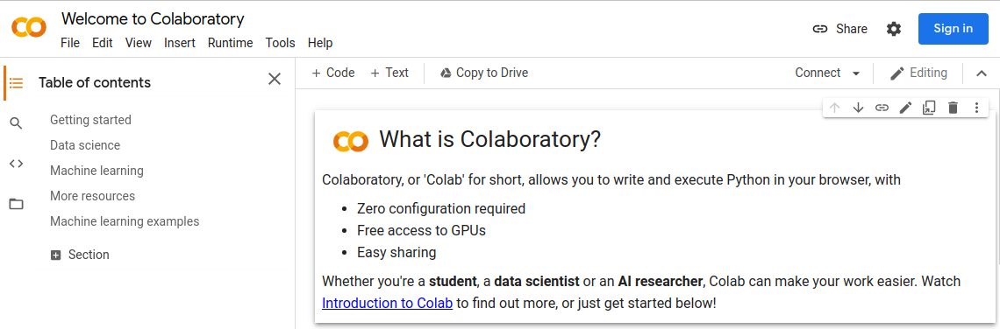 Welcome to Colaboratory
File Edit View Insert Runtime Tools Help
Share
Sign in
Table of contents
Getting started
Data science
Machine learning
More resources
Machine learning examples
Section
+ Code + Text Copy to Drive
Connect
Editing
What is Colaboratory?
Colaboratory, or 'Colab' for short, allows you to write and execute Python in your browser, with
• Zero configuration required
• Free access to GPUs
• Easy sharing
Whether you're a student, a data scientist or an AI researcher, Colab can make your work easier. Watch
Introduction to Colab to find out more, or just get started below!